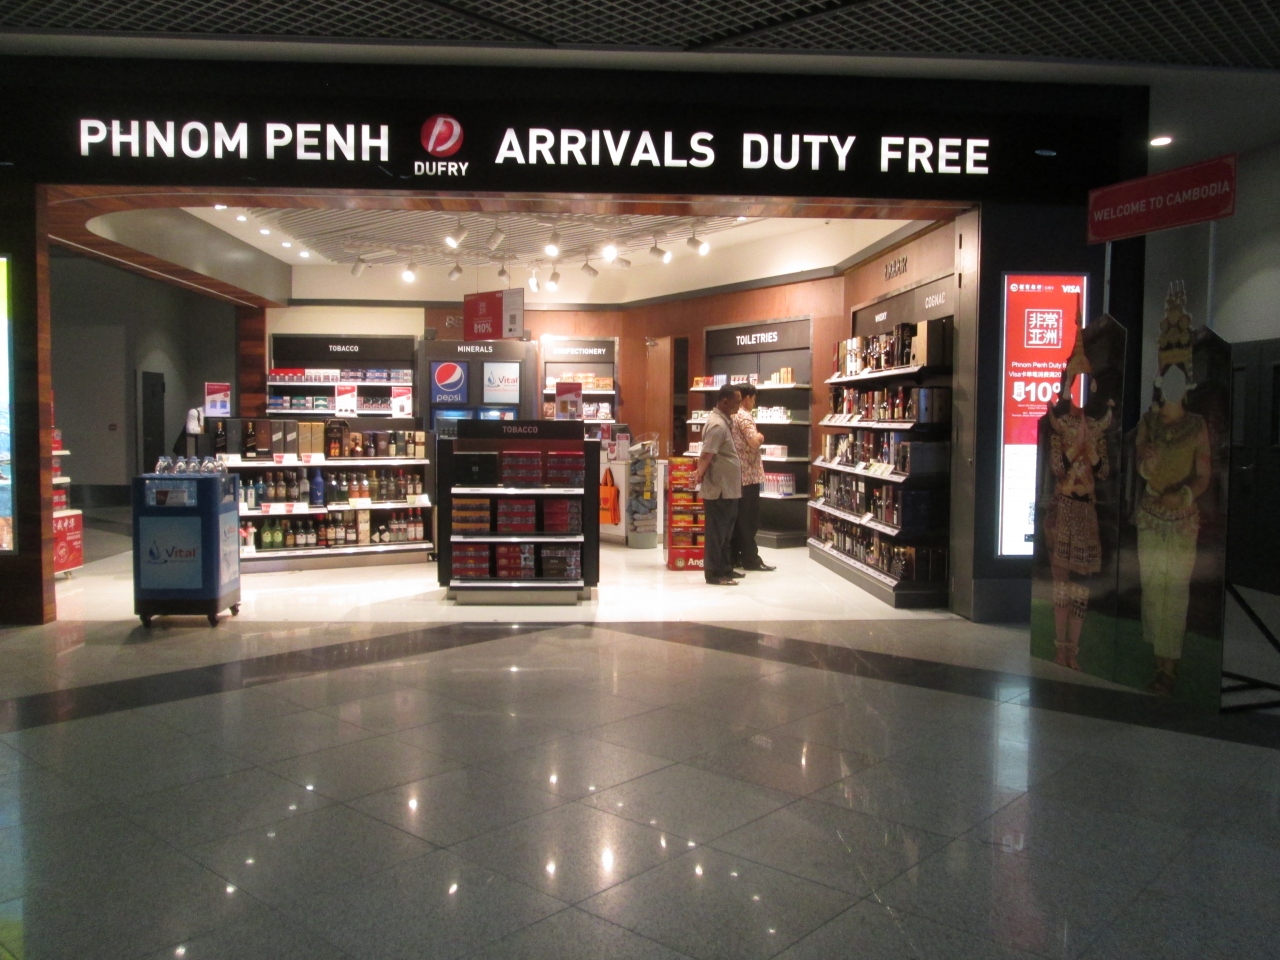 PHNOM PENH DUFRY ARRIVALS DUTY FREE
WELCOME TO CAMBODIA
TOBACCO
MINERALS
CONFECTIONERY
TOILETRIES
WHISKY
COGNAC
10%
pepsi
Vital
TOBACCO
Vital
VISA
非常
亚洲
Phnom Penh Duty
10%